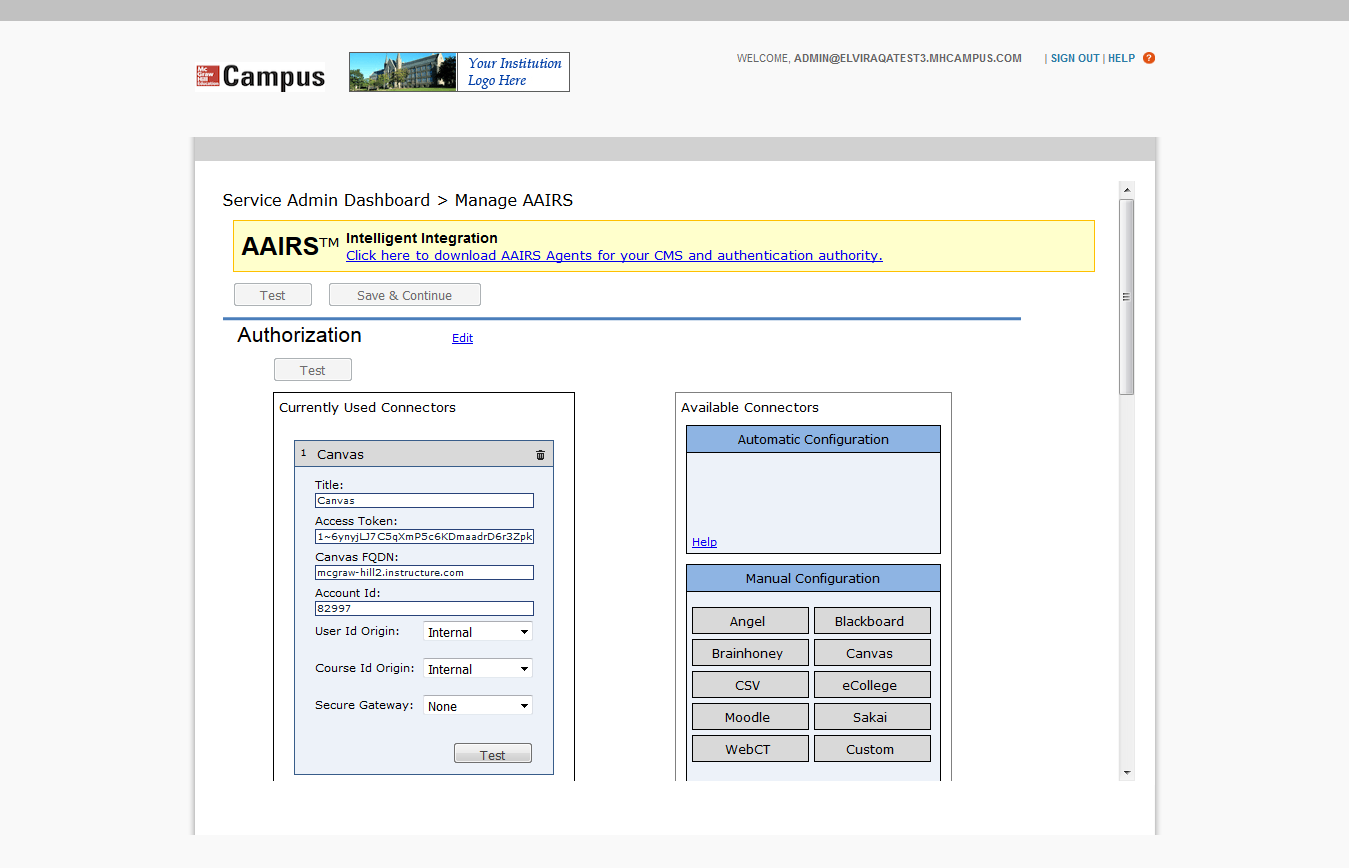 Mc Graw Hill Education
Campus
Your Institution
Logo Here
WELCOME, ADMIN@ELVIRAQATEST3.MHCAMPUS.COM | SIGN OUT | HELP ?
Service Admin Dashboard > Manage AAIRS
AAIRS™
Intelligent Integration
Click here to download AAIRS Agents for your CMS and authentication authority.
Test Save & Continue
Authorization Edit
Test
Currently Used Connectors
1 Canvas
Title:
Canvas
Access Token:
1~6ynyjLJ7C5qXmP5c6KDmaadrD6r3Zpk
Canvas FQDN:
mcgraw-hill2.instructure.com
Account Id:
82997
User Id Origin: Internal
Course Id Origin: Internal
Secure Gateway: None
Test
Available Connectors
Automatic Configuration
Help
Manual Configuration
Angel Blackboard
Brainhoney Canvas
CSV eCollege
Moodle Sakai
WebCT Custom